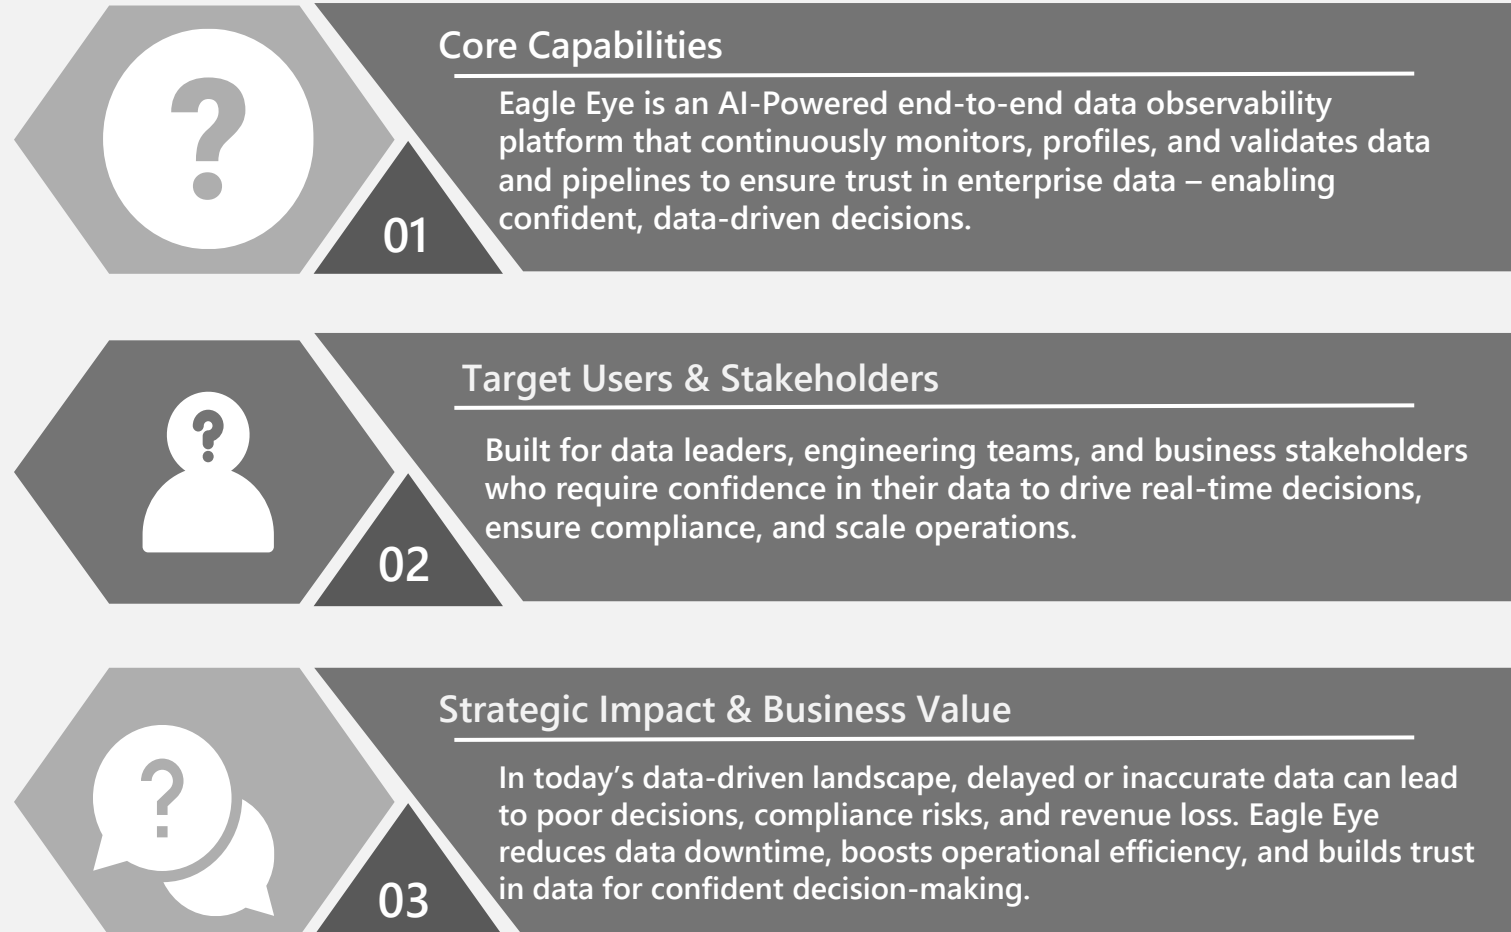 Core Capabilities
Eagle Eye is an AI-Powered end-to-end data observability
platform that continuously monitors, profiles, and validates data
and pipelines to ensure trust in enterprise data – enabling
confident, data-driven decisions.
01
Target Users & Stakeholders
Built for data leaders, engineering teams, and business stakeholders
who require confidence in their data to drive real-time decisions,
ensure compliance, and scale operations.
02
Strategic Impact & Business Value
In today’s data-driven landscape, delayed or inaccurate data can lead
to poor decisions, compliance risks, and revenue loss. Eagle Eye
reduces data downtime, boosts operational efficiency, and builds trust
in data for confident decision-making.
03